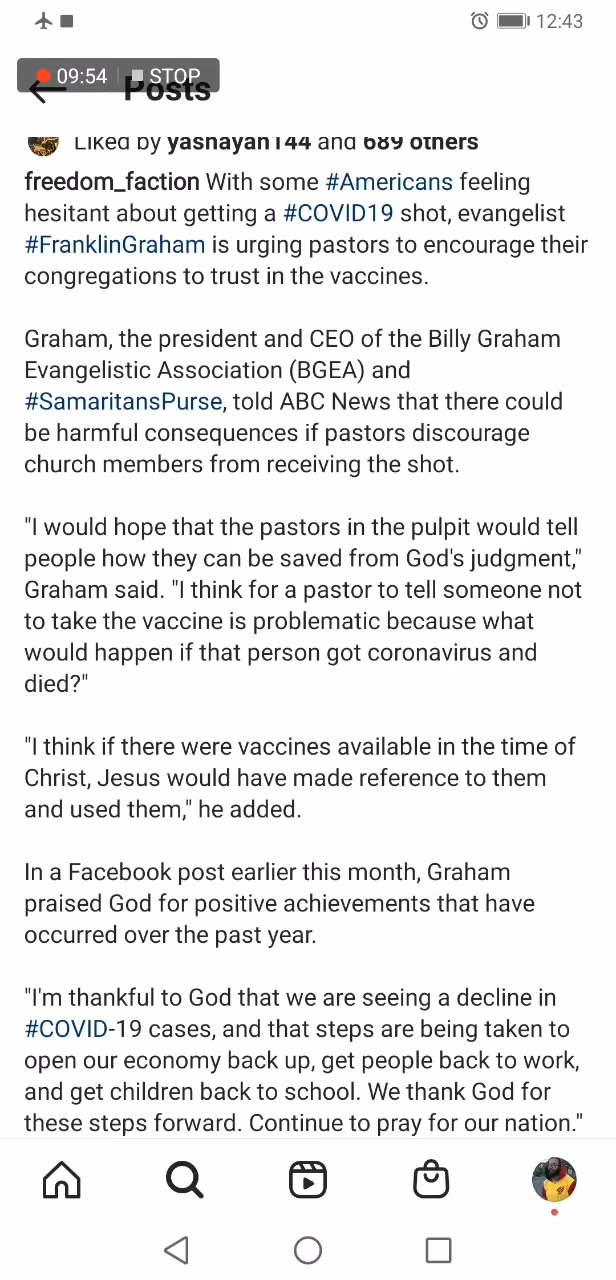 12:43
09:54 STOP
Posts
Liked by yashayah144 and 689 others
freedom_faction With some #Americans feeling
hesitant about getting a #COVID19 shot, evangelist
#FranklinGraham is urging pastors to encourage their
congregations to trust in the vaccines.
Graham, the president and CEO of the Billy Graham
Evangelistic Association (BGEA) and
#SamaritansPurse, told ABC News that there could
be harmful consequences if pastors discourage
church members from receiving the shot.
"I would hope that the pastors in the pulpit would tell
people how they can be saved from God's judgment,"
Graham said. "I think for a pastor to tell someone not
to take the vaccine is problematic because what
would happen if that person got coronavirus and
died?"
"I think if there were vaccines available in the time of
Christ, Jesus would have made reference to them
and used them," he added.
In a Facebook post earlier this month, Graham
praised God for positive achievements that have
occurred over the past year.
"I'm thankful to God that we are seeing a decline in
#COVID-19 cases, and that steps are being taken to
open our economy back up, get people back to work,
and get children back to school. We thank God for
these steps forward. Continue to pray for our nation."